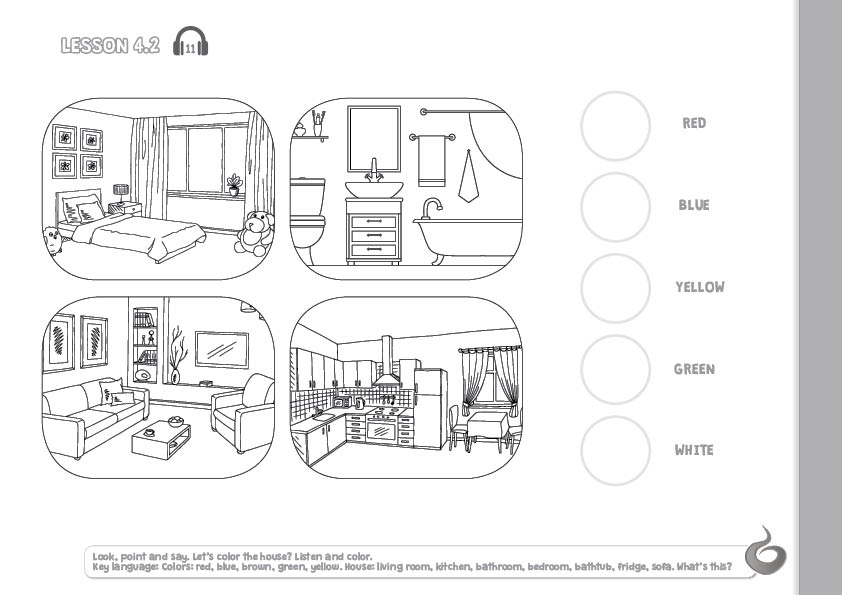 LESSON 4.2
11
RED
BLUE
YELLOW
GREEN
WHITE
Look, point and say. Let's color the house? Listen and color.
Key language: Colors: red, blue, brown, green, yellow. House: living room, kitchen, bathroom, bedroom, bathtub, fridge, sofa. What's this?